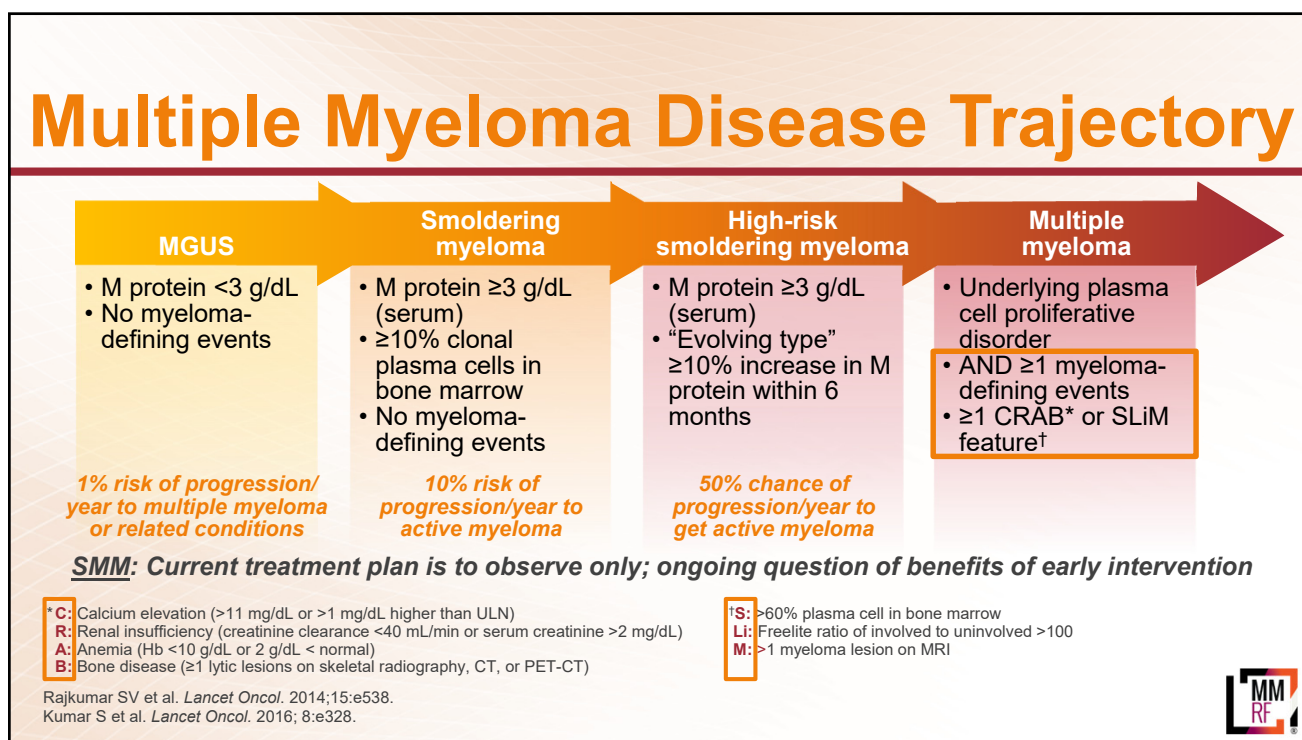 Multiple Myeloma Disease Trajectory
MGUS
• M protein <3 g/dL
• No myeloma-
defining events
1% risk of progression/
year to multiple myeloma
or related conditions
Smoldering
myeloma
• M protein ≥3 g/dL
(serum)
• ≥10% clonal
plasma cells in
bone marrow
• No myeloma-
defining events
10% risk of
progression/year to
active myeloma
High-risk
smoldering myeloma
• M protein ≥3 g/dL
(serum)
• “Evolving type”
≥10% increase in M
protein within 6
months
50% chance of
progression/year to
get active myeloma
Multiple
myeloma
• Underlying plasma
cell proliferative
disorder
• AND ≥1 myeloma-
defining events
• ≥1 CRAB* or SLiM
feature†
SMM: Current treatment plan is to observe only; ongoing question of benefits of early intervention
*C: Calcium elevation (>11 mg/dL or >1 mg/dL higher than ULN)
R: Renal insufficiency (creatinine clearance <40 mL/min or serum creatinine >2 mg/dL)
A: Anemia (Hb <10 g/dL or 2 g/dL < normal)
B: Bone disease (≥1 lytic lesions on skeletal radiography, CT, or PET-CT)
†S: >60% plasma cell in bone marrow
Li: Freelite ratio of involved to uninvolved >100
M: >1 myeloma lesion on MRI
Rajkumar SV et al. Lancet Oncol. 2014;15:e538.
Kumar S et al. Lancet Oncol. 2016; 8:e328.
MM
RF
®